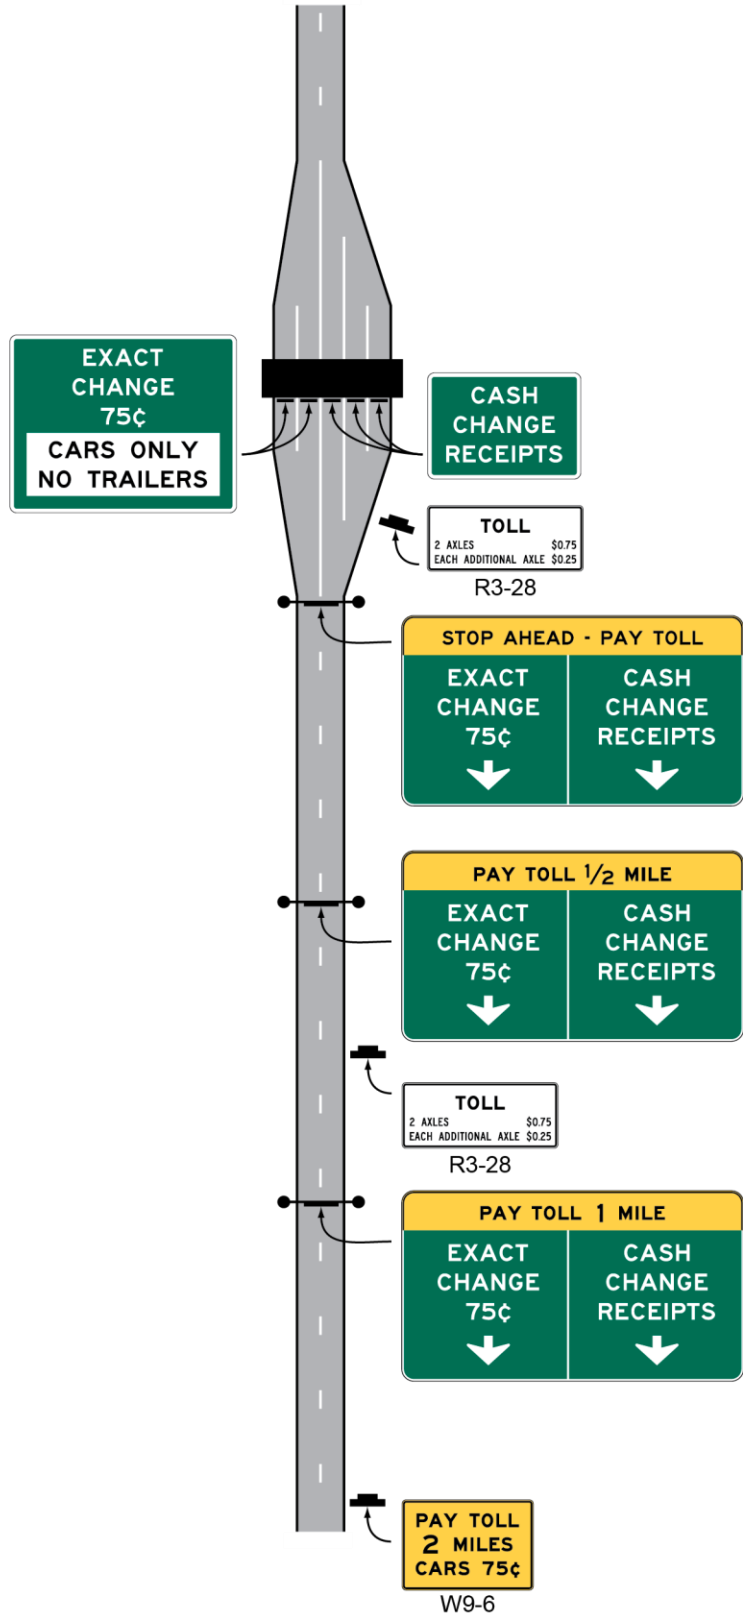 EXACT
CHANGE
75¢
CARS ONLY
NO TRAILERS
CASH
CHANGE
RECEIPTS
TOLL
2 AXLES $0.75
EACH ADDITIONAL AXLE $0.25
R3-28
STOP AHEAD - PAY TOLL
EXACT
CHANGE
75¢
CASH
CHANGE
RECEIPTS
PAY TOLL 1/2 MILE
EXACT
CHANGE
75¢
CASH
CHANGE
RECEIPTS
TOLL
2 AXLES $0.75
EACH ADDITIONAL AXLE $0.25
R3-28
PAY TOLL 1 MILE
EXACT
CHANGE
75¢
CASH
CHANGE
RECEIPTS
PAY TOLL
2 MILES
CARS 75¢
W9-6